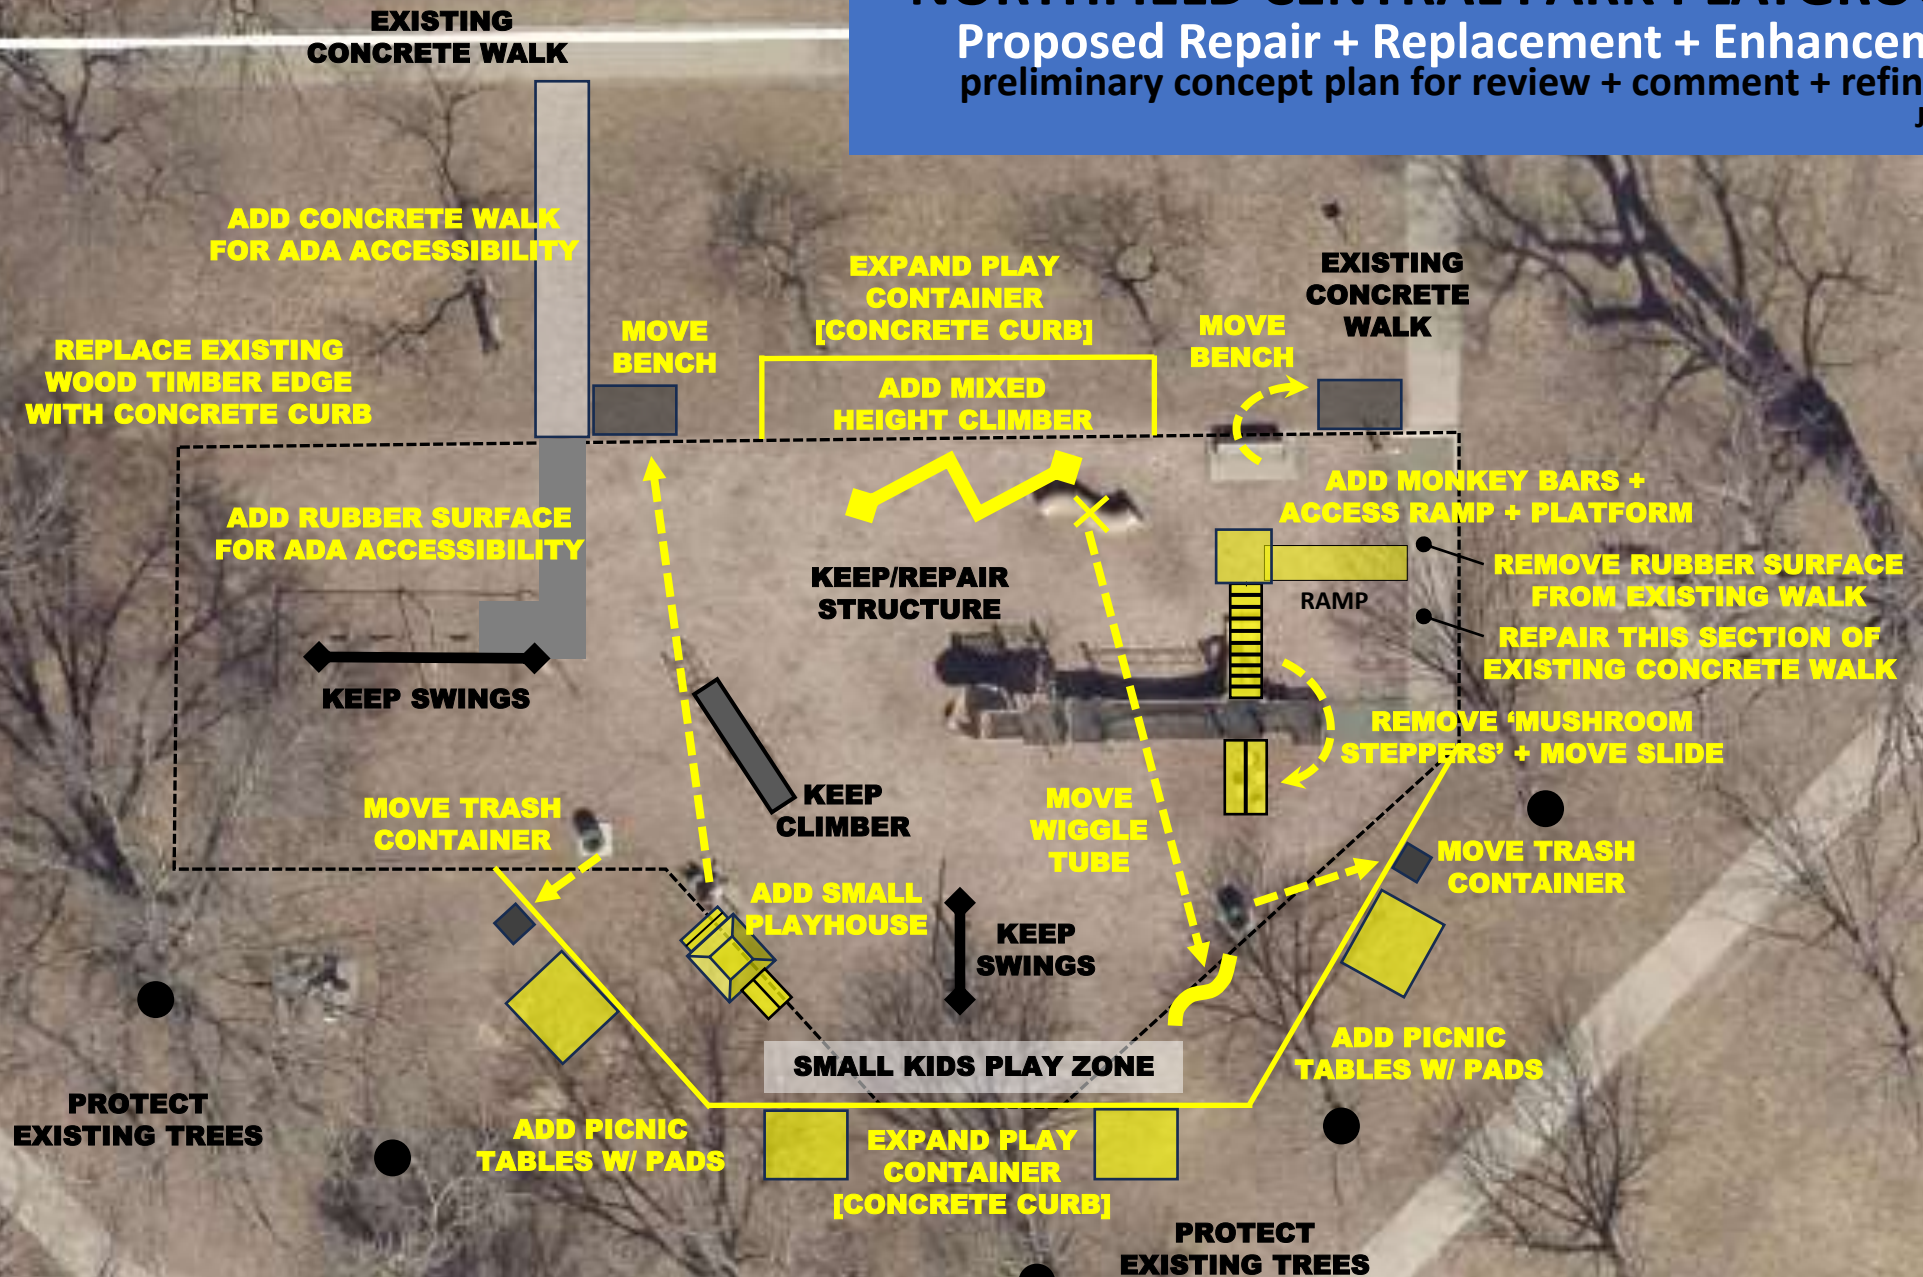 Proposed Repair + Replacement +
preliminary concept plan for review + comment +
EXISTING
CONCRETE WALK
ADD CONCRETE WALK
FOR ADA ACCESSIBILITY
EXPAND PLAY
CONTAINER
[CONCRETE CURB]
EXISTING
CONCRETE
WALK
MOVE
BENCH
MOVE
BENCH
REPLACE EXISTING
WOOD TIMBER EDGE
WITH CONCRETE CURB
ADD MIXED
HEIGHT CLIMBER
ADD MONKEY BARS +
ACCESS RAMP + PLATFORM
ADD RUBBER SURFACE
FOR ADA ACCESSIBILITY
KEEP/REPAIR
STRUCTURE
RAMP
REMOVE RUBBER SURFACE
FROM EXISTING WALK
REPAIR THIS SECTION OF
EXISTING CONCRETE WALK
KEEP SWINGS
REMOVE ‘MUSHROOM
STEPPERS’ + MOVE SLIDE
MOVE TRASH
CONTAINER
KEEP
CLIMBER
MOVE
WIGGLE
TUBE
MOVE TRASH
CONTAINER
ADD SMALL
PLAYHOUSE
KEEP
SWINGS
ADD PICNIC
TABLES W/ PADS
SMALL KIDS PLAY ZONE
PROTECT
EXISTING TREES
ADD PICNIC
TABLES W/ PADS
EXPAND PLAY
CONTAINER
[CONCRETE CURB]
PROTECT
EXISTING TREES